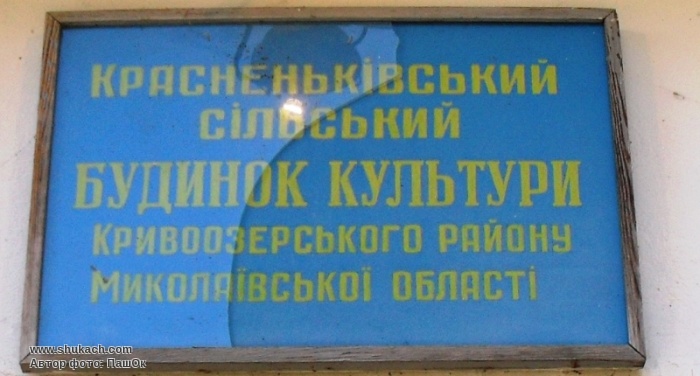 Красненьківський
сільський
БУДИНОК КУЛЬТУРИ
Кривоозерського району
Миколаївської області
www.shukach.com
Автор фото: ПашОк